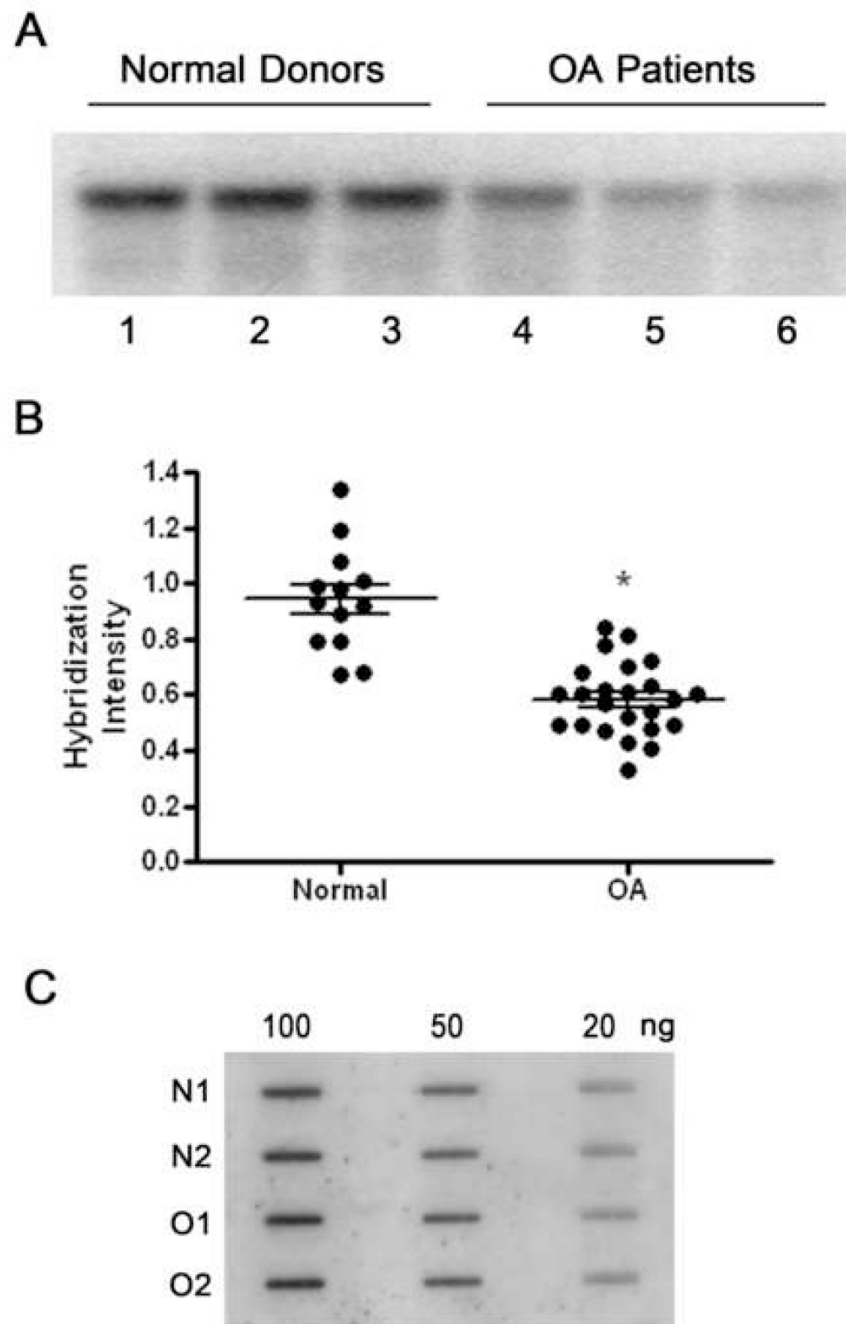 A
Normal Donors OA Patients
1 2 3 4 5 6
B
Hybridization
Intensity
1.4
1.2
1.0
0.8
0.6
0.4
0.2
0.0
*
Normal OA
C
100 50 20 ng
N1
N2
O1
O2